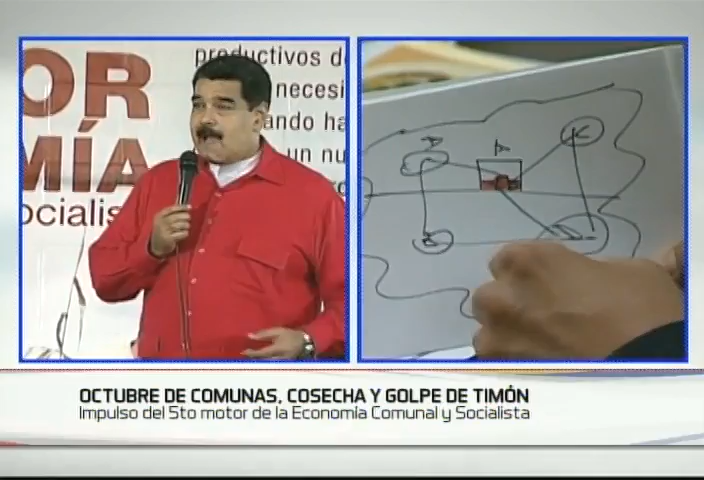 OR
MÍA
ocialis
productivos d
necesi
ando ha
un nu
A
A
K
OCTUBRE DE COMUNAS, COSECHA Y GOLPE DE TIMÓN
Impulso del 5to motor de la Economía Comunal y Socialista